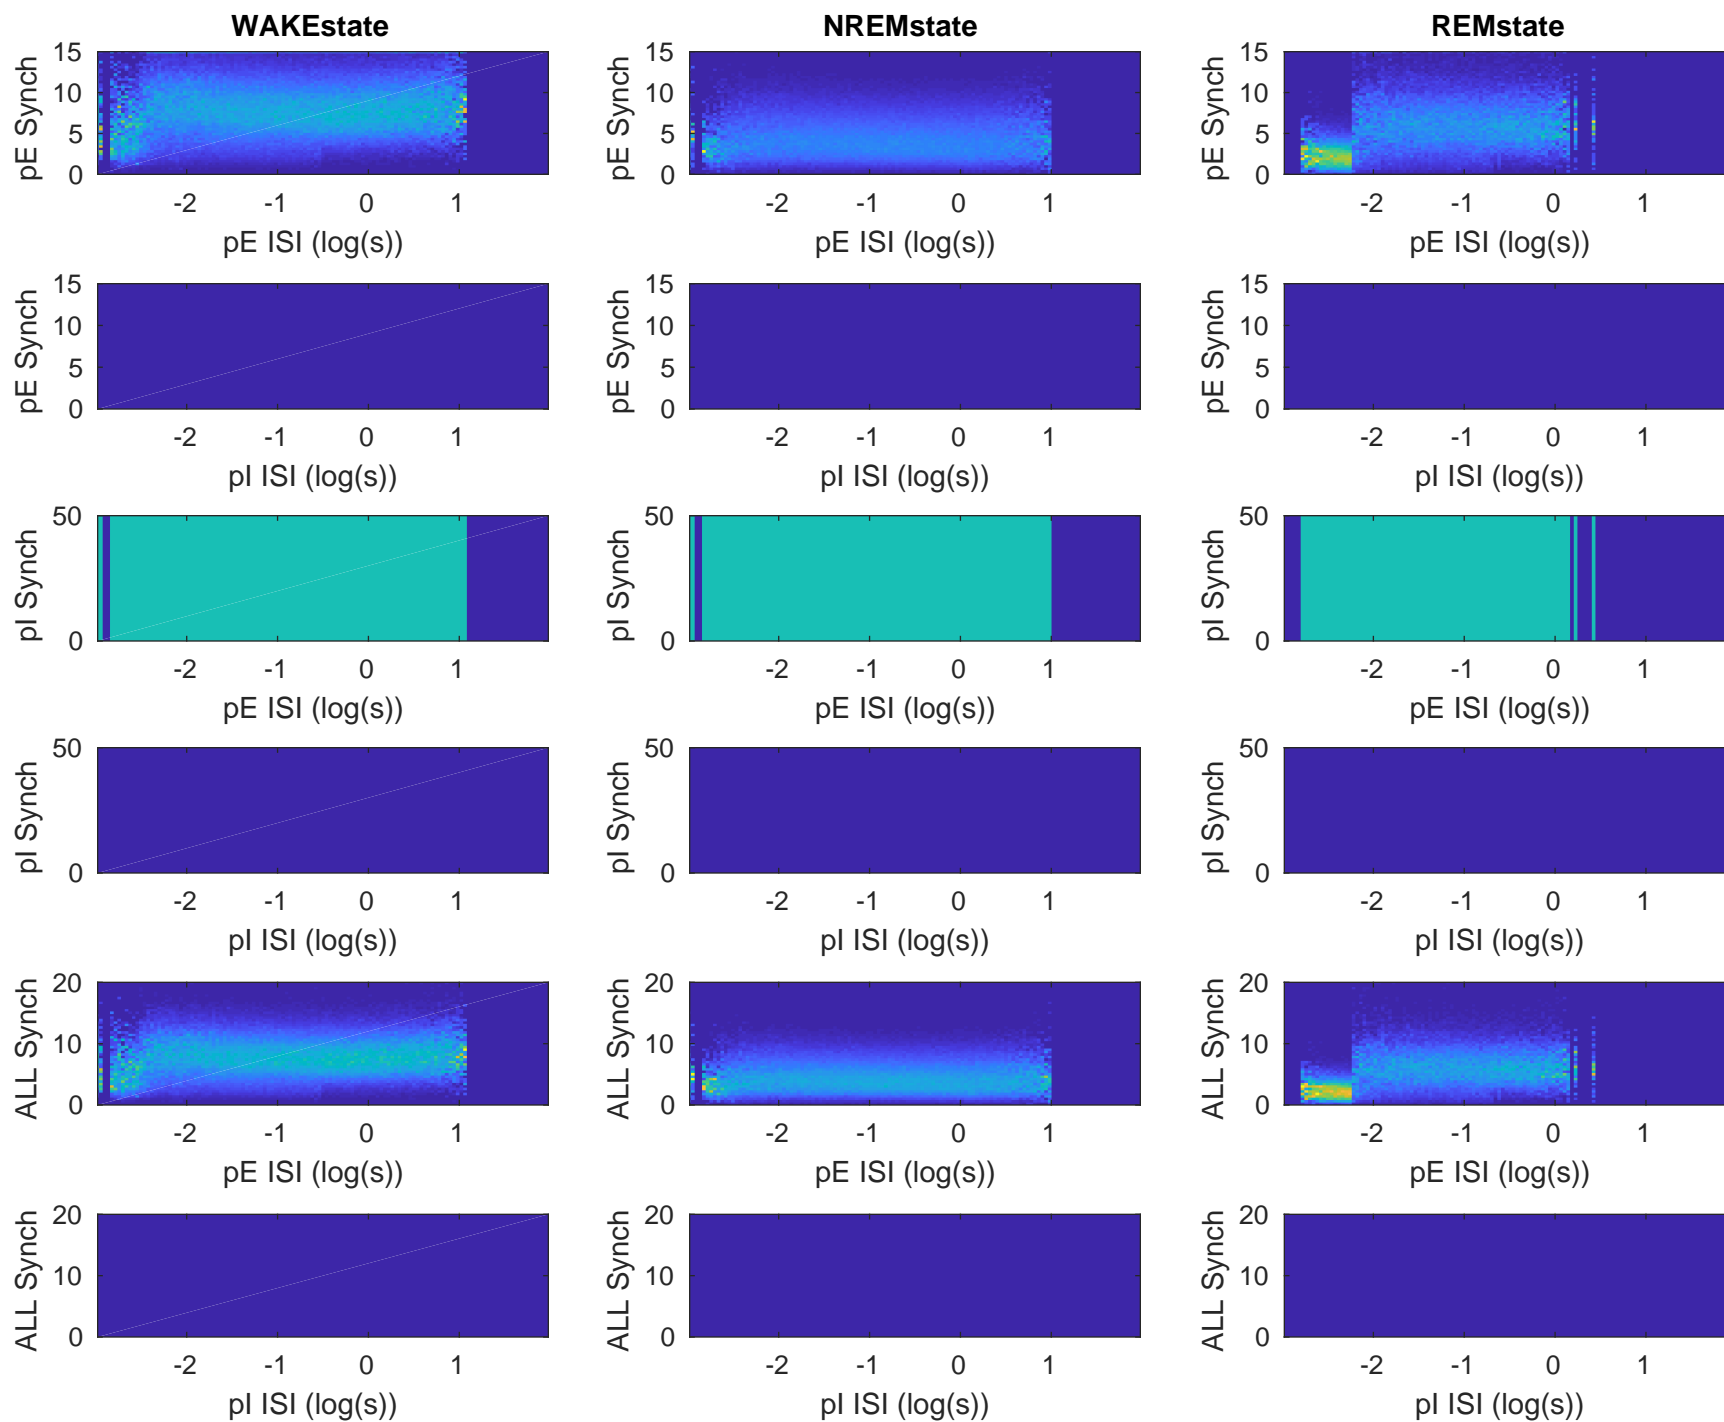 WAKEstate NREMstate REMstate
15 15 15
10 10 10
5 5 5
0 0 0
pE Synch pE Synch pE Synch
-2 -1 0 1 -2 -1 0 1 -2 -1 0 1
pE ISI (log(s)) pE ISI (log(s)) pE ISI (log(s))
15 15 15
10 10 10
5 5 5
0 0 0
pE Synch pE Synch pE Synch
-2 -1 0 1 -2 -1 0 1 -2 -1 0 1
pI ISI (log(s)) pI ISI (log(s)) pI ISI (log(s))
50 50 50
0 0 0
pI Synch pI Synch pI Synch
-2 -1 0 1 -2 -1 0 1 -2 -1 0 1
pE ISI (log(s)) pE ISI (log(s)) pE ISI (log(s))
50 50 50
0 0 0
pI Synch pI Synch pI Synch
-2 -1 0 1 -2 -1 0 1 -2 -1 0 1
pI ISI (log(s)) pI ISI (log(s)) pI ISI (log(s))
20 20 20
10 10 10
0 0 0
ALL Synch ALL Synch ALL Synch
-2 -1 0 1 -2 -1 0 1 -2 -1 0 1
pE ISI (log(s)) pE ISI (log(s)) pE ISI (log(s))
20 20 20
10 10 10
0 0 0
ALL Synch ALL Synch ALL Synch
-2 -1 0 1 -2 -1 0 1 -2 -1 0 1
pI ISI (log(s)) pI ISI (log(s)) pI ISI (log(s))